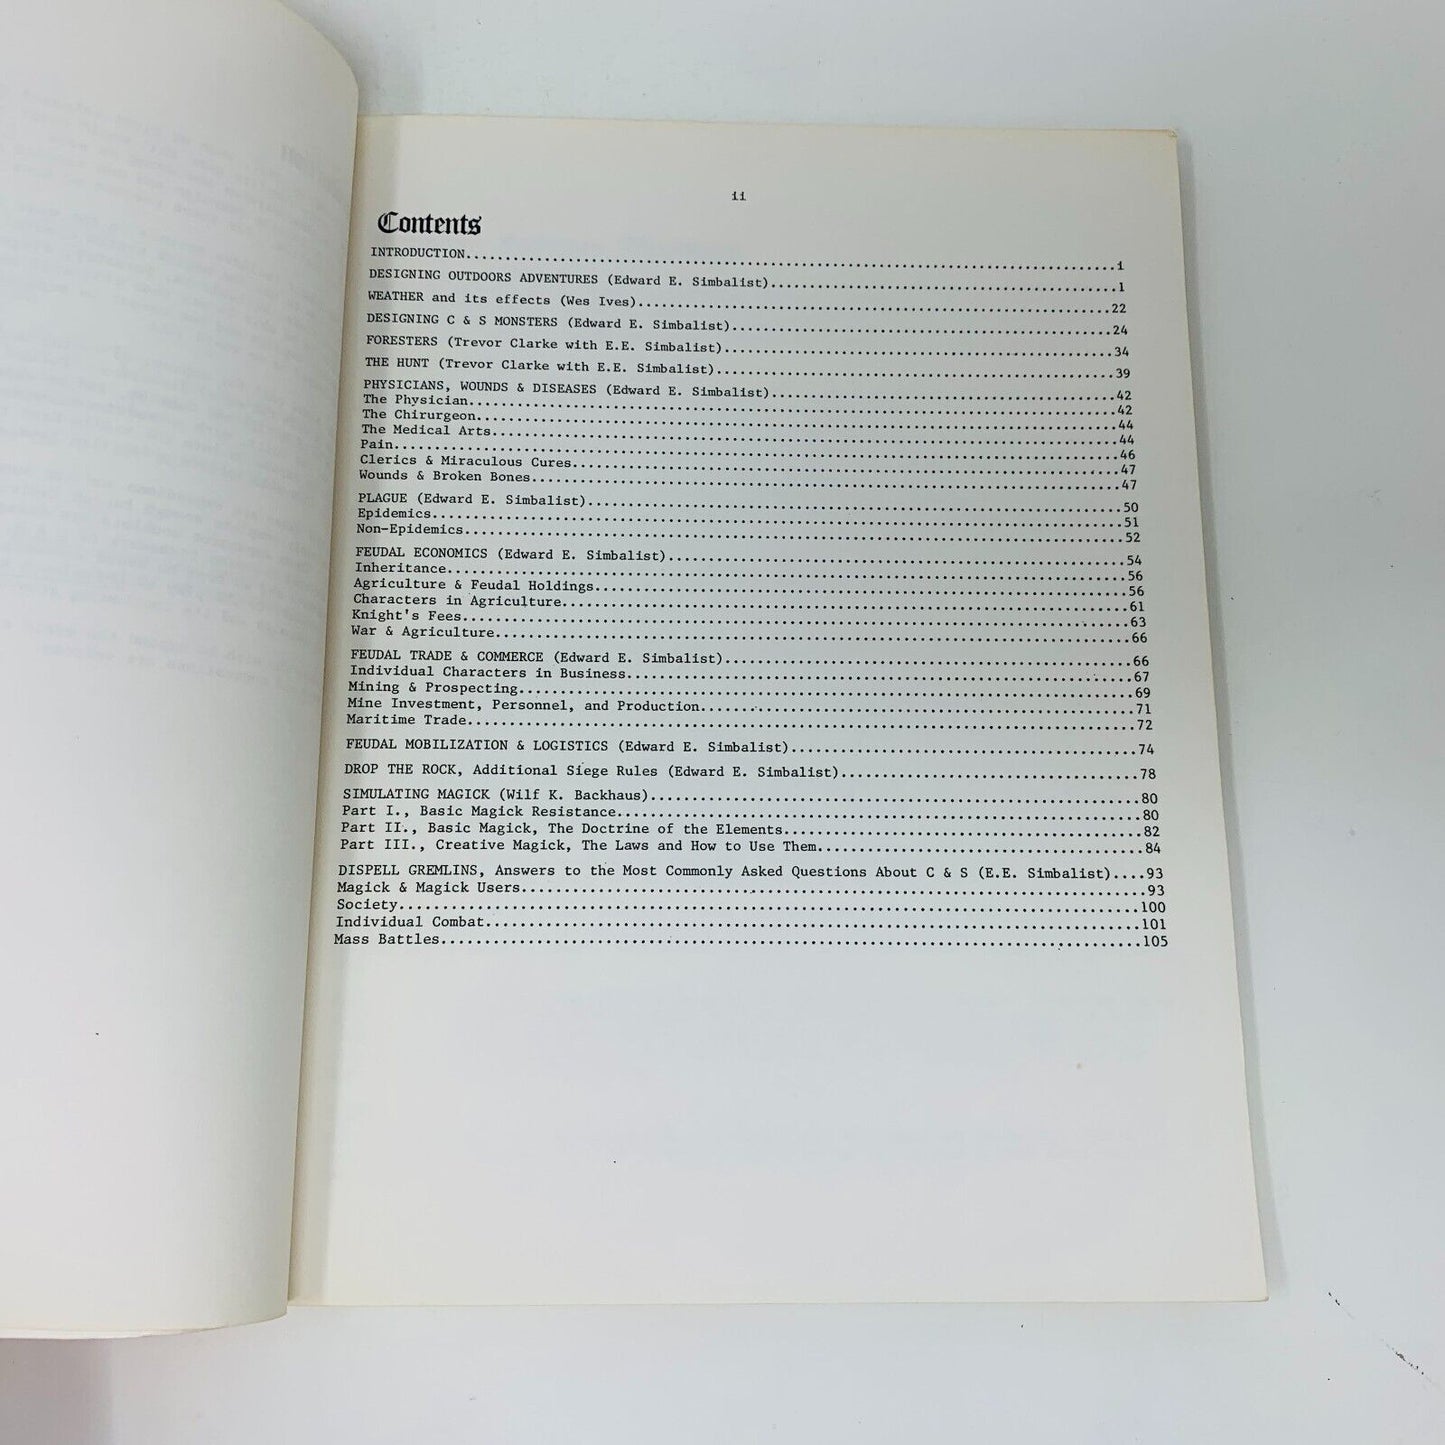 ii
Contents
INTRODUCTION...1
DESIGNING OUTDOORS ADVENTURES (Edward E. Simbalist)...1
WEATHER and its effects (Wes Ives)...22
DESIGNING C & S MONSTERS (Edward E. Simbalist)...24
FORESTERS (Trevor Clarke with E.E. Simbalist)...34
THE HUNT (Trevor Clarke with E.E. Simbalist)...39
PHYSICIANS, WOUNDS & DISEASES (Edward E. Simbalist)...42
The Physician...42
The Chirurgeon...44
The Medical Arts...44
Pain...46
Clerics & Miraculous Cures...47
Wounds & Broken Bones...47
PLAGUE (Edward E. Simbalist)...50
Epidemics...51
Non-Epidemics...52
FEUDAL ECONOMICS (Edward E. Simbalist)...54
Inheritance...56
Agriculture & Feudal Holdings...56
Characters in Agriculture...61
Knight's Fees...63
War & Agriculture...66
FEUDAL TRADE & COMMERCE (Edward E. Simbalist)...66
Individual Characters in Business...67
Mining & Prospecting...69
Mine Investment, Personnel, and Production...71
Maritime Trade...72
FEUDAL MOBILIZATION & LOGISTICS (Edward E. Simbalist)...74
DROP THE ROCK, Additional Siege Rules (Edward E. Simbalist)...78
SIMULATING MAGICK (Wilf K. Backhaus)...80
Part I., Basic Magick Resistance...80
Part II., Basic Magick, The Doctrine of the Elements...82
Part III., Creative Magick, The Laws and How to Use Them...84
DISPELL GREMLINS, Answers to the Most Commonly Asked Questions About C & S (E.E. Simbalist)....93
Magick & Magick Users...93
Society...100
Individual Combat...101
Mass Battles...105